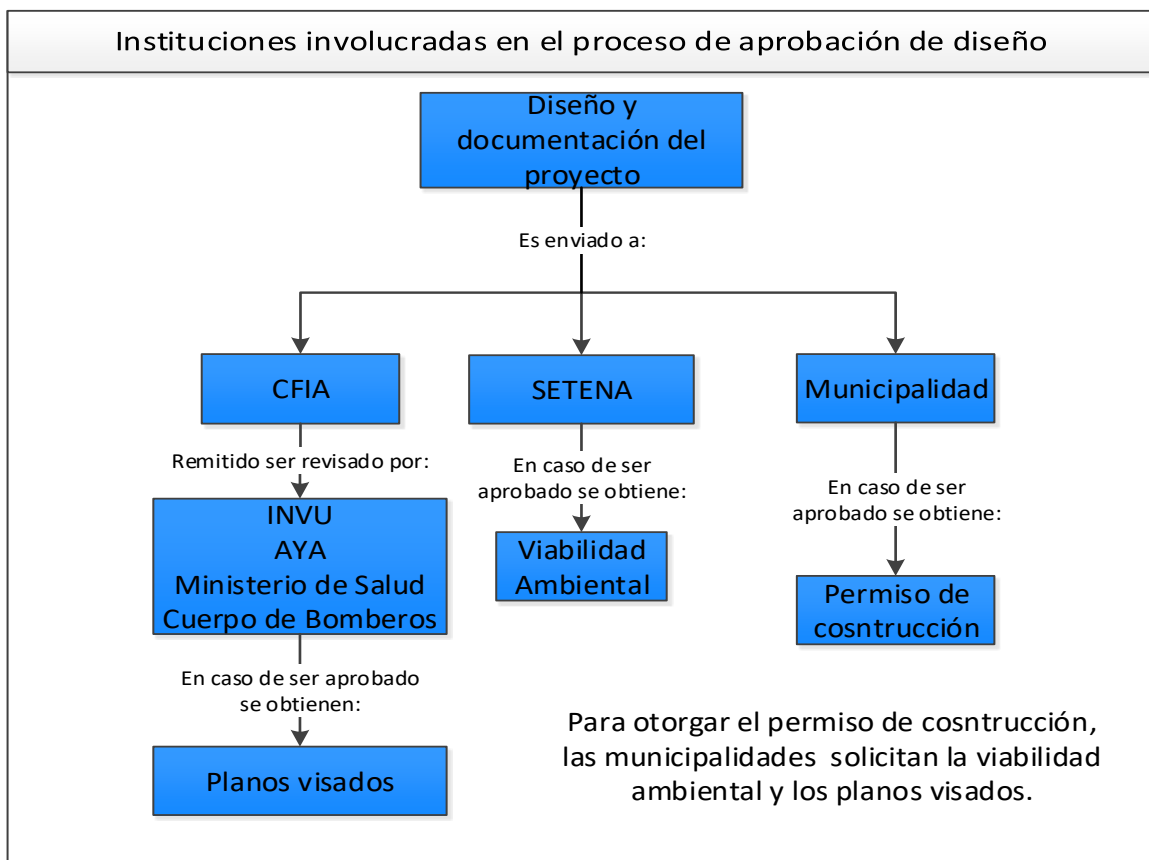 Instituciones involucradas en el proceso de aprobación de diseño
Diseño y
documentación del
proyecto
Es enviado a:
CFIA
SETENA
Municipalidad
Remitido ser revisado por:
En caso de ser
aprobado se obtiene:
En caso de ser
aprobado se obtiene:
INVU
AYA
Ministerio de Salud
Cuerpo de Bomberos
Viabilidad
Ambiental
Permiso de
cosntrucción
En caso de ser aprobado
se obtienen:
Planos visados
Para otorgar el permiso de cosntrucción,
las municipalidades solicitan la viabilidad
ambiental y los planos visados.